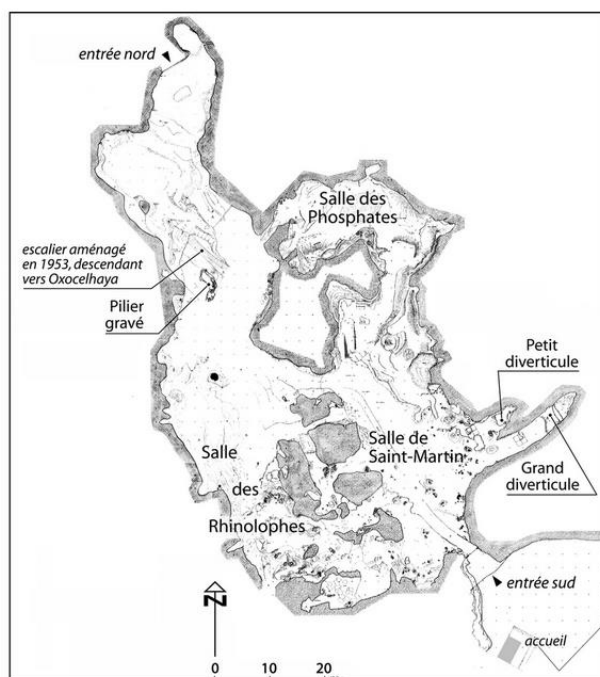 entrée nord
Salle des
Phosphates
escalier aménagé
en 1953, descendant
vers Oxocelhaya
Pilier
gravé
Petit
diverticule
Salle
des
Rhinolophes
Salle de
Saint-Martin
Grand
diverticule
entrée sud
accueil
N
0 10 20